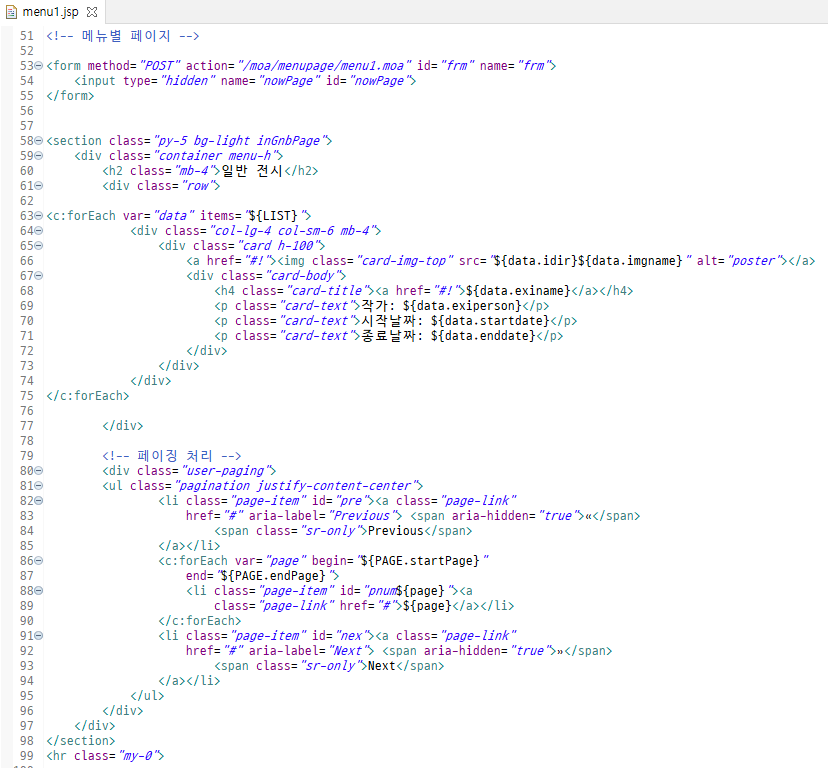 menu1.jsp
51 <!-- 메뉴별 페이지 -->
52
53 <form method="POST" action="/moa/menupage/menu1.moa" id="frm" name="frm">
54     <input type="hidden" name="nowPage" id="nowPage">
55 </form>
56
57
58 <section class="py-5 bg-light inGnbPage">
59     <div class="container menu-h">
60         <h2 class="mb-4">일반 전시</h2>
61         <div class="row">
62
63 <c:forEach var="data" items="${LIST}">
64             <div class="col-lg-4 col-sm-6 mb-4">
65                 <div class="card h-100">
66                     <a href="#!"><img class="card-img-top" src="${data.idir}${data.imgname}" alt="poster"></a>
67                     <div class="card-body">
68                         <h4 class="card-title"><a href="#!">${data.exiname}</a></h4>
69                         <p class="card-text">작가: ${data.exiperson}</p>
70                         <p class="card-text">시작날짜: ${data.startdate}</p>
71                         <p class="card-text">종료날짜: ${data.enddate}</p>
72                     </div>
73                 </div>
74             </div>
75 </c:forEach>
76
77         </div>
78
79         <!-- 페이징 처리 -->
80         <div class="user-paging">
81         <ul class="pagination justify-content-center">
82                 <li class="page-item" id="pre"><a class="page-link"
83                     href="#" aria-label="Previous"> <span aria-hidden="true">«</span>
84                         <span class="sr-only">Previous</span>
85                 </a></li>
86                 <c:forEach var="page" begin="${PAGE.startPage}"
87                     end="${PAGE.endPage}">
88                     <li class="page-item" id="pnum${page}"><a
89                     class="page-link" href="#">${page}</a></li>
90                 </c:forEach>
91                 <li class="page-item" id="nex"><a class="page-link"
92                     href="#" aria-label="Next"> <span aria-hidden="true">»</span>
93                         <span class="sr-only">Next</span>
94                 </a></li>
95             </ul>
96         </div>
97     </div>
98 </section>
99 <hr class="my-0">